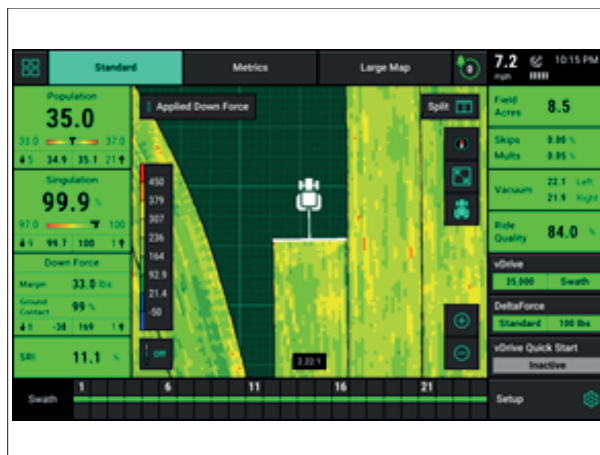 Standard Metrics Large Map 0
7.2 mph 10:15 PM
Population
35.0
33.0 37.0
5 34.9 35.1 21
Singulation
99.9 %
97.0 100
9 99.7 100 1
Down Force
Margin 33.0 lbs
Ground Contact 99 %
8 -38 169 1
SRI 11.1 %
Applied Down Force
Split
450
379
307
236
164
92.9
21.4
-50
Off
Field Acres 8.5
Skips 0.00 %
Mults 0.05 %
Vacuum 22.1 Left
21.9 Right
Ride Quality 84.0 %
vDrive
35,000 Swath
DeltaForce
Standard 100 lbs
vDrive Quick Start
Inactive
Setup
Swath 1 6 11 16 21